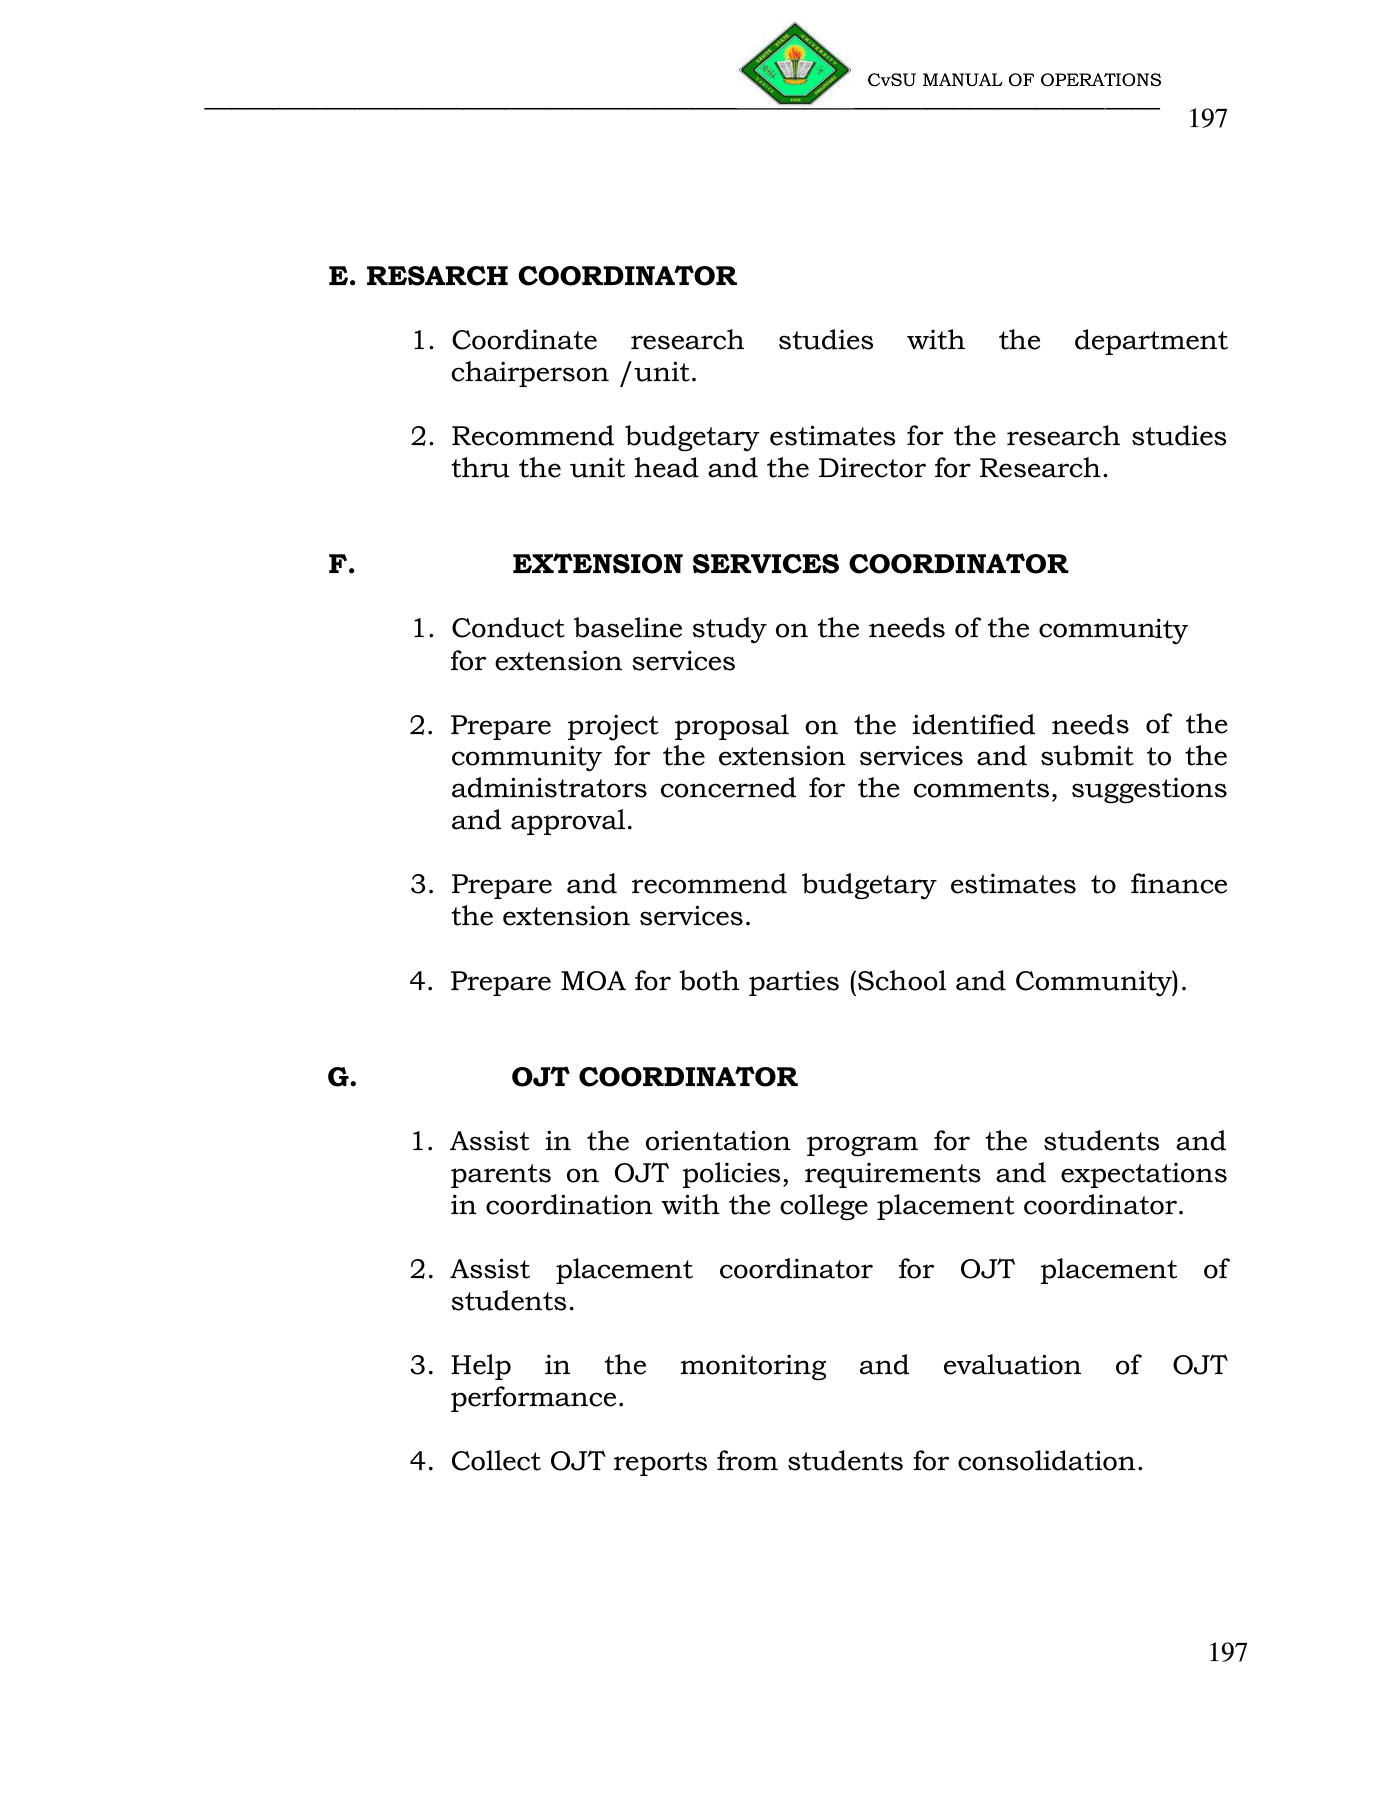 CvSU MANUAL OF OPERATIONS
197
E. RESARCH COORDINATOR
1. Coordinate research studies with the department
chairperson /unit.
2. Recommend budgetary estimates for the research studies
thru the unit head and the Director for Research.
F. EXTENSION SERVICES COORDINATOR
1. Conduct baseline study on the needs of the community
for extension services
2. Prepare project proposal on the identified needs of the
community for the extension services and submit to the
administrators concerned for the comments, suggestions
and approval.
3. Prepare and recommend budgetary estimates to finance
the extension services.
4. Prepare MOA for both parties (School and Community).
G. OJT COORDINATOR
1. Assist in the orientation program for the students and
parents on OJT policies, requirements and expectations
in coordination with the college placement coordinator.
2. Assist placement coordinator for OJT placement of
students.
3. Help in the monitoring and evaluation of OJT
performance.
4. Collect OJT reports from students for consolidation.
197